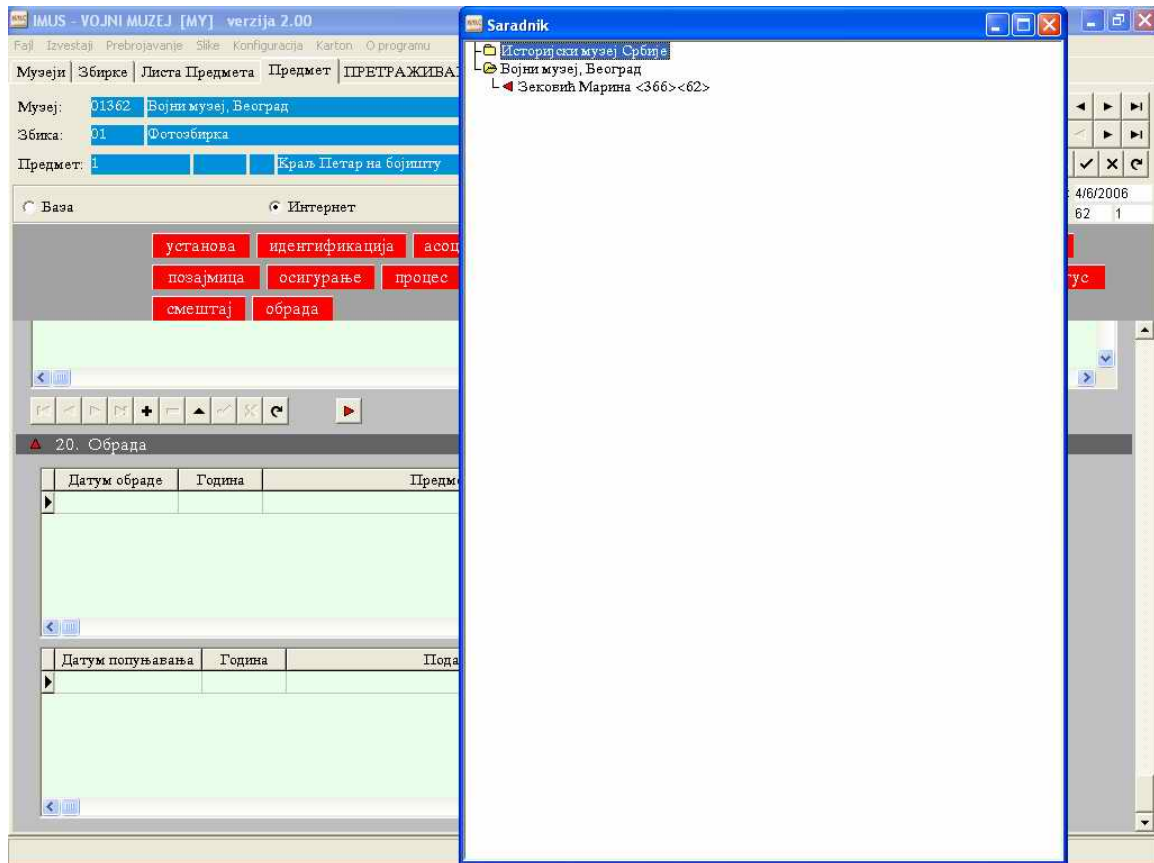 IMUS - VOJNI MUZEJ [MY] verzija 2.00
Fajl Izvestaji Prebrojavanje Slike Konfiguracija Karton O programu
Музеји Збирке Листа Предмета Предмет ПРЕТРАЖИВА
Музеј: 01362 Војни музеј, Београд
Збика: 01 Фотозбирка
Предмет: 1 Краљ Петар на бојишту
База Интернет
4/6/2006
62 1
установа идентификација асоц
позајмица осигурање процес
тус
смештај обрада
20. Обрада
Датум обраде Година Предме
Датум попуњавања Година Пода
Saradnik
Историјски музеј Србије
Војни музеј, Београд
Зековић Марина <366><62>